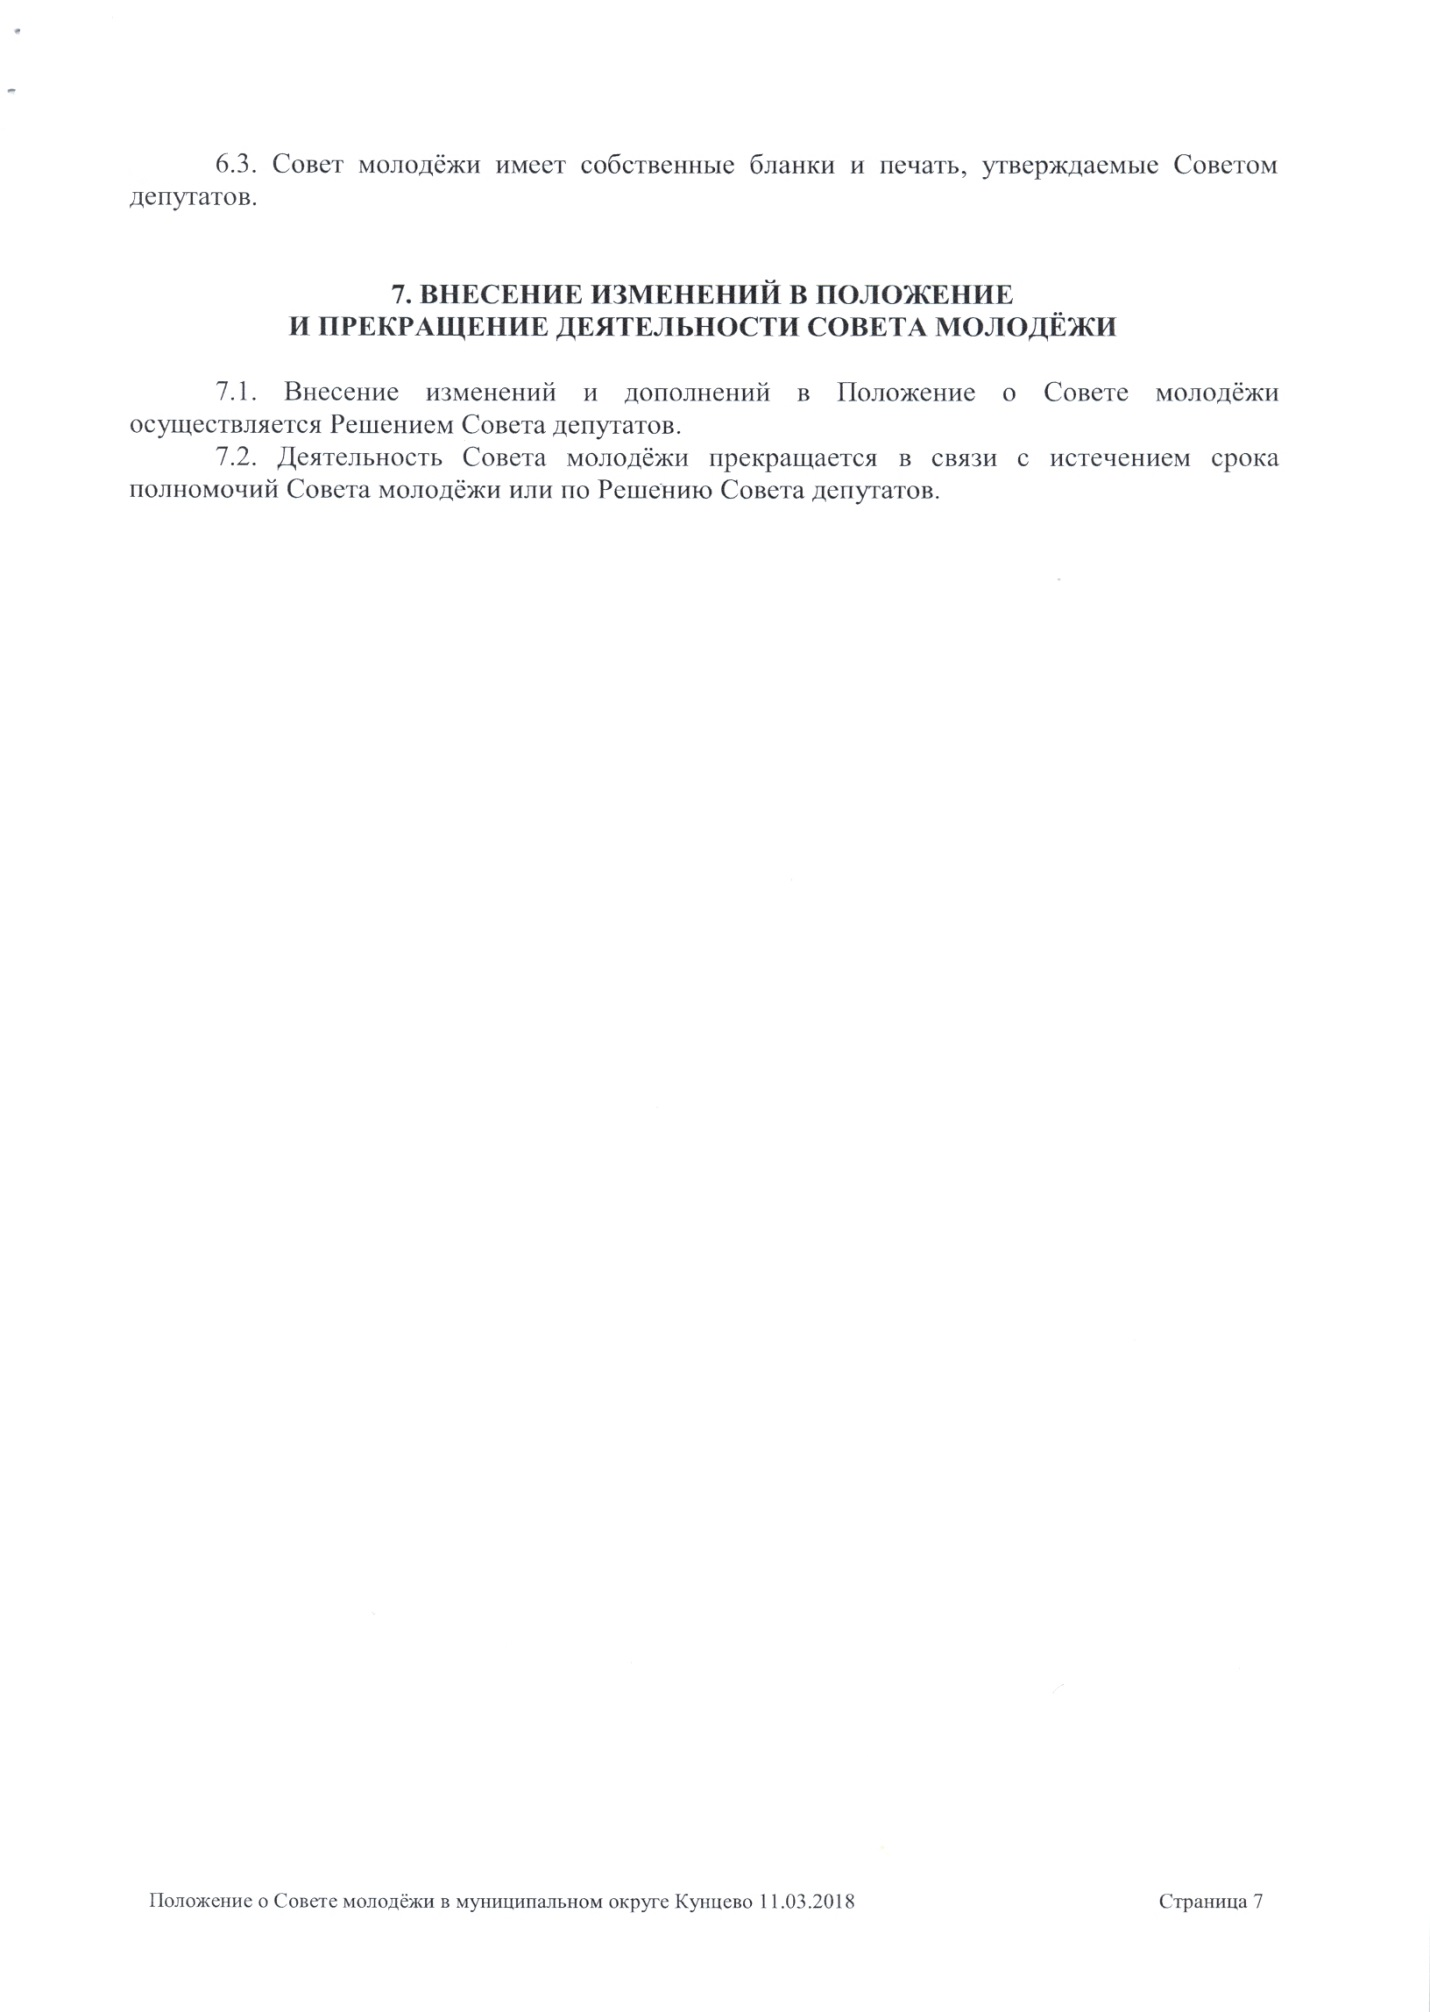 6.3. Совет молодёжи имеет собственные бланки и печать, утверждаемые Советом
депутатов.
7. ВНЕСЕНИЕ ИЗМЕНЕНИЙ В ПОЛОЖЕНИЕ
И ПРЕКРАЩЕНИЕ ДЕЯТЕЛЬНОСТИ СОВЕТА МОЛОДЁЖИ
7.1. Внесение изменений и дополнений в Положение о Совете молодёжи
осуществляется Решением Совета депутатов.
7.2. Деятельность Совета молодёжи прекращается в связи с истечением срока
полномочий Совета молодёжи или по Решению Совета депутатов.
Положение о Совете молодёжи в муниципальном округе Кунцево 11.03.2018 Страница 7